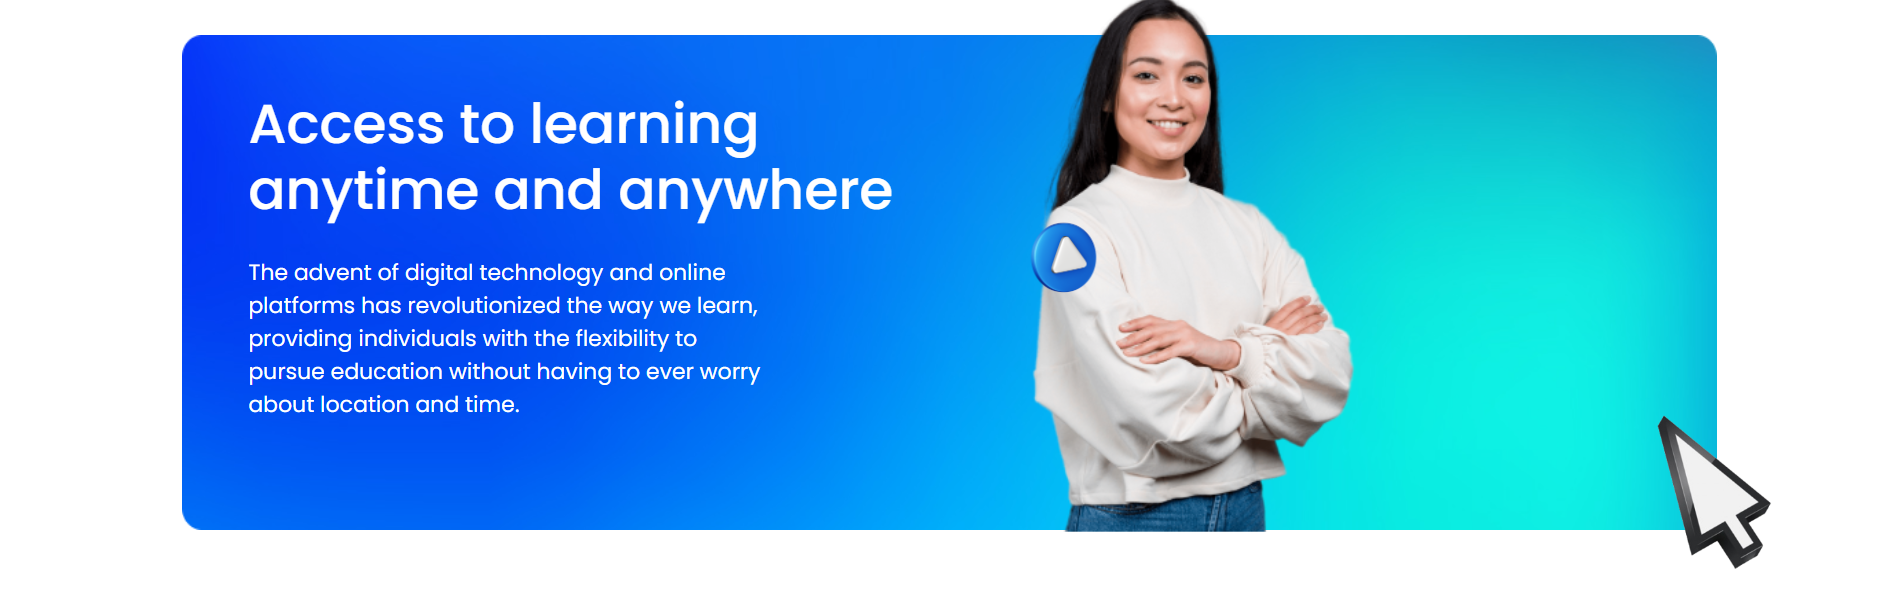 Access to learning
anytime and anywhere
The advent of digital technology and online
platforms has revolutionized the way we learn,
providing individuals with the flexibility to
pursue education without having to ever worry
about location and time.